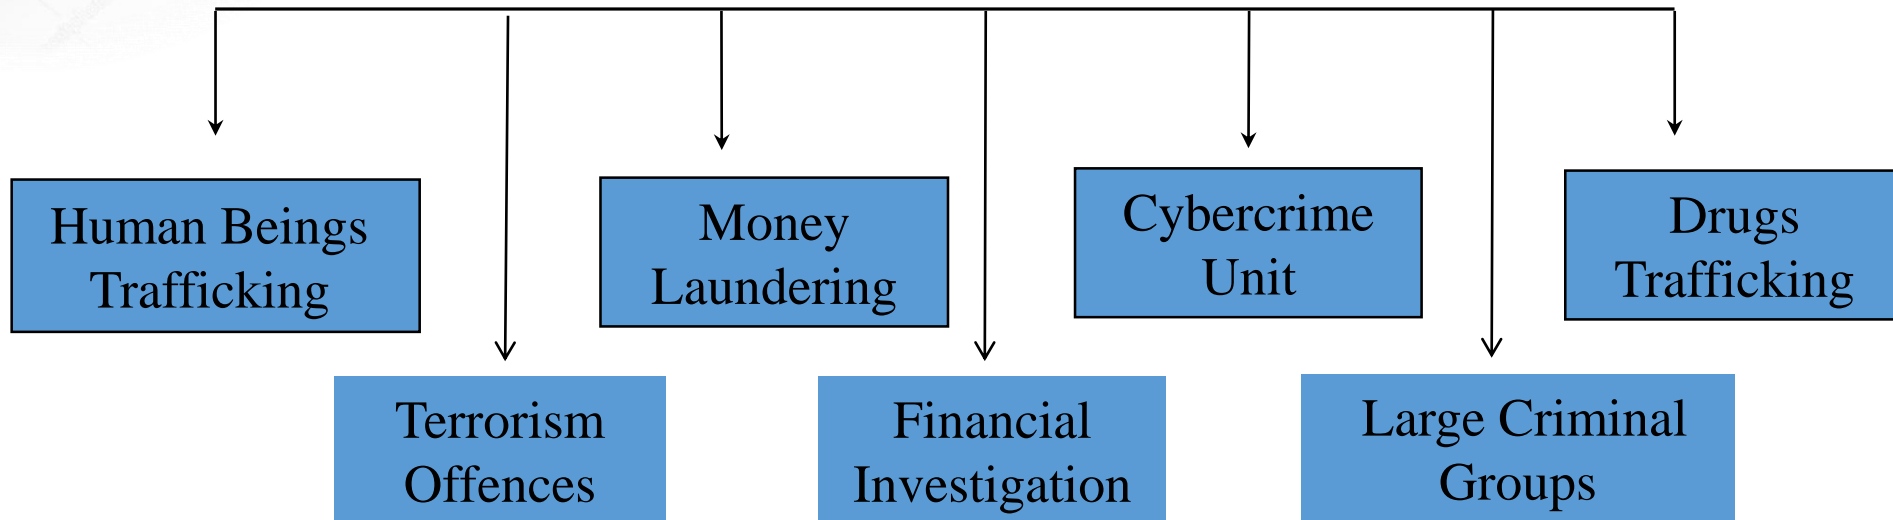 Human Beings
Trafficking
Money
Laundering
Cybercrime
Unit
Drugs
Trafficking
Terrorism
Offences
Financial
Investigation
Large Criminal
Groups